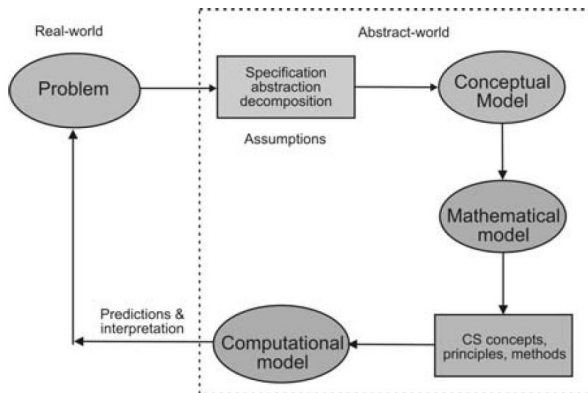 Real-world
Abstract-world
Problem
Specification
abstraction
decomposition
Conceptual
Model
Assumptions
Mathematical
model
Predictions &
interpretation
Computational
model
CS concepts,
principles, methods